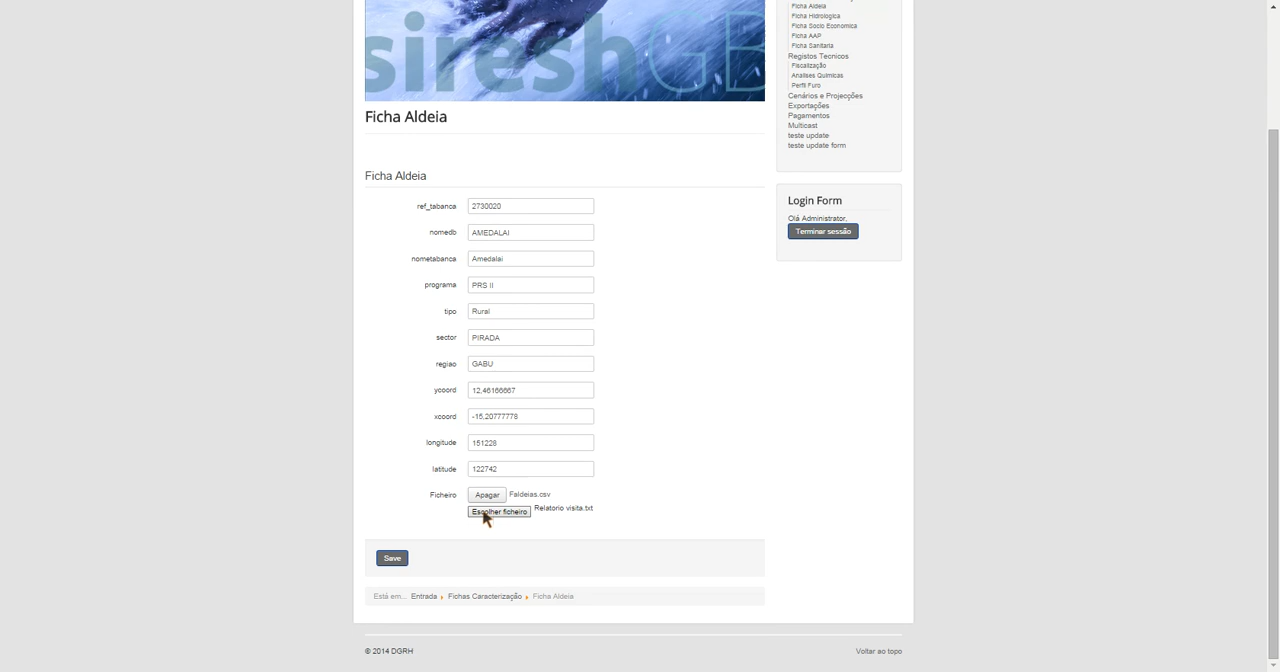 sireshGB
Ficha Aldeia
Ficha Aldeia
ref_tabanca 2730020
nomedb AMEDALAI
nometabanca Amedalai
programa PRS II
tipo Rural
sector PIRADA
regiao GABU
ycoord 12,46166667
xcoord -15,20777778
longitude 151228
latitude 122742
Ficheiro Apagar Faldeias.csv
Escolher ficheiro Relatorio visita.txt
Save
Está em... Entrada Fichas Caracterização Ficha Aldeia
© 2014 DGRH Voltar ao topo
Ficha Aldeia
Ficha Hidrologica
Ficha Socio Economica
Ficha AAP
Ficha Sanitaria
Registos Tecnicos
Fiscalização
Analises Quimicas
Perfil Furo
Cenários e Projecções
Exportações
Pagamentos
Multicast
teste update
teste update form
Login Form
Olá Administrator,
Terminar sessão